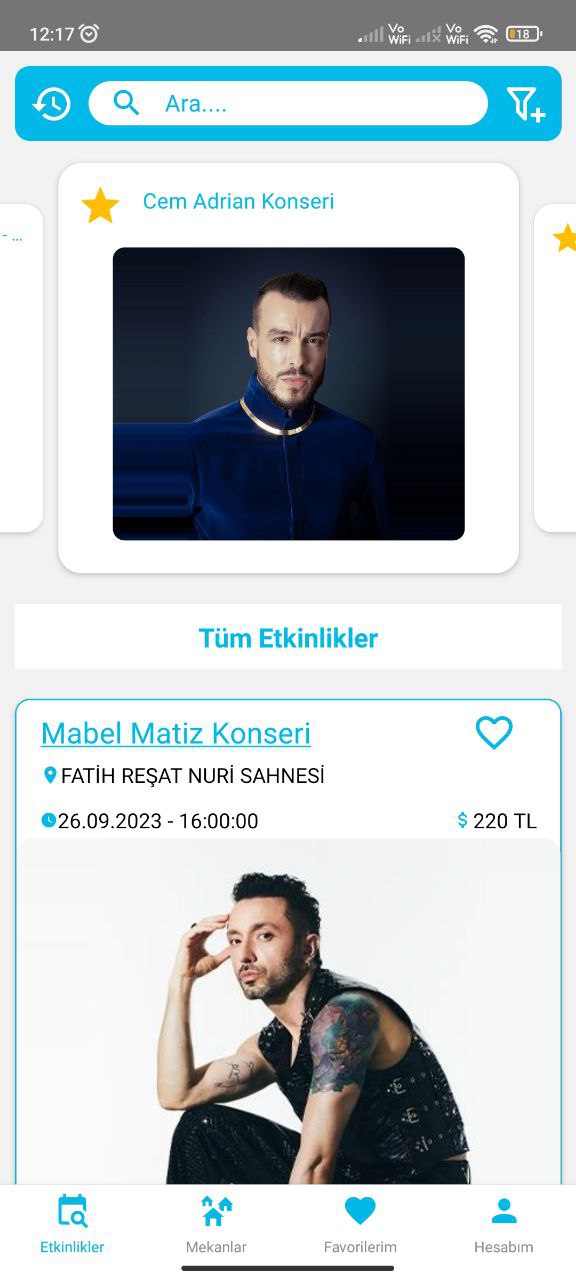 12:17
Vo
WiFi
Vo
WiFi
18
Ara....
Cem Adrian Konseri
- ...
Tüm Etkinlikler
Mabel Matiz Konseri
FATİH REŞAT NURİ SAHNESİ
26.09.2023 - 16:00:00
$ 220 TL
Etkinlikler
Mekanlar
Favorilerim
Hesabım